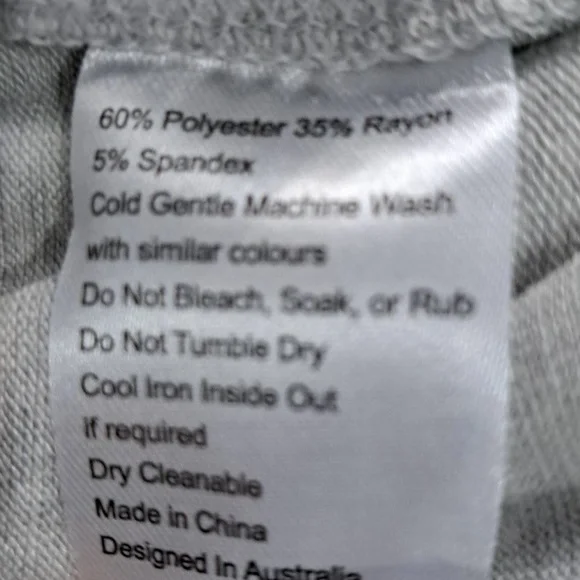 60% Polyester 35% Rayon
5% Spandex
Cold Gentle Machine Wash
with similar colours
Do Not Bleach, Soak, or Rub
Do Not Tumble Dry
Cool Iron Inside Out
if required
Dry Cleanable
Made in China
Designed In Australia